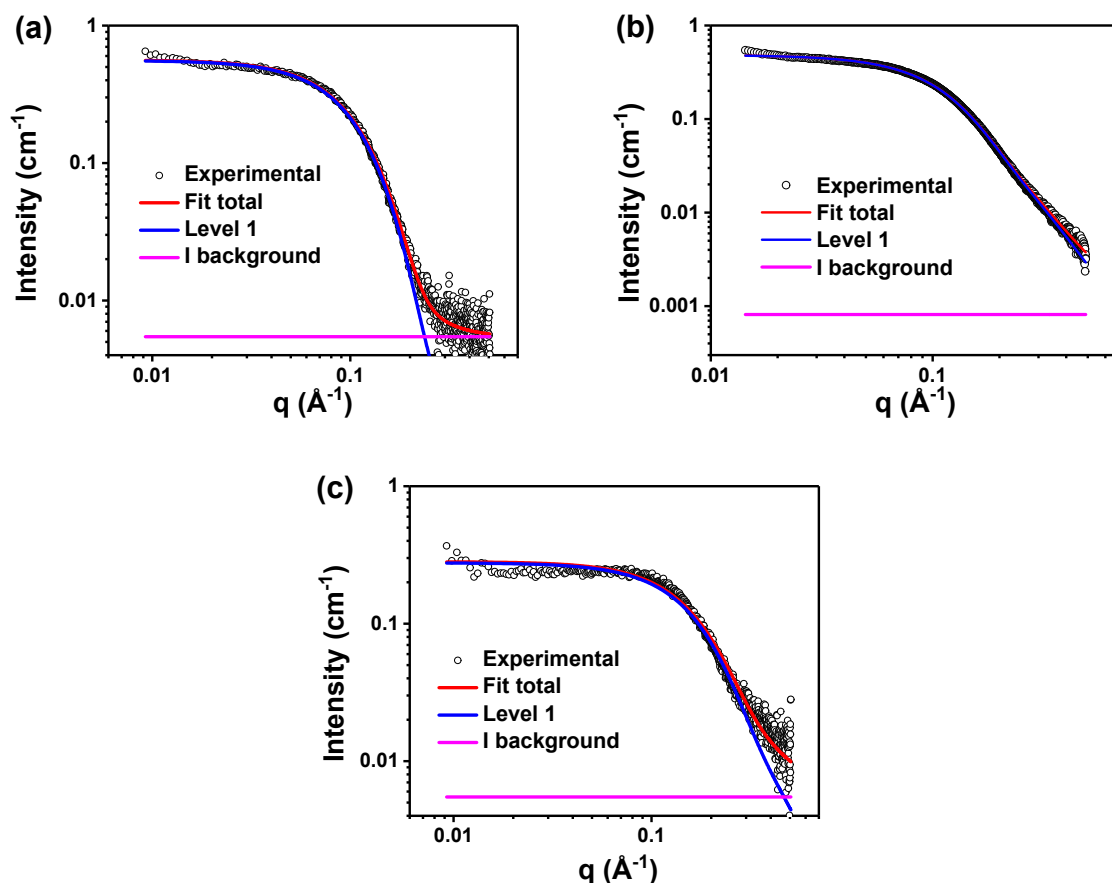 (a)
Intensity (cm⁻¹)
1
0.1
0.01
Experimental
Fit total
Level 1
I background
0.01
0.1
q (Å⁻¹)
(b)
Intensity (cm⁻¹)
1
0.1
0.01
0.001
Experimental
Fit total
Level 1
I background
0.01
0.1
q (Å⁻¹)
(c)
Intensity (cm⁻¹)
1
0.1
0.01
Experimental
Fit total
Level 1
I background
0.01
0.1
q (Å⁻¹)